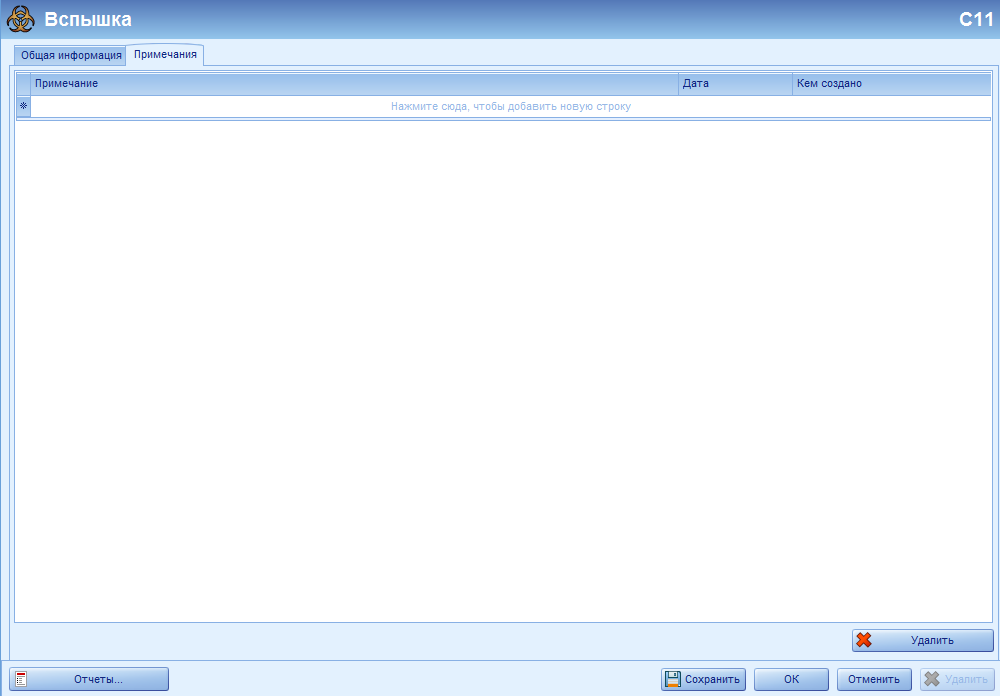 Вспышка
C11
Общая информация
Примечания
Примечание
Дата
Кем создано
Нажмите сюда, чтобы добавить новую строку
Удалить
Отчеты...
Сохранить
ОК
Отменить
Удалить